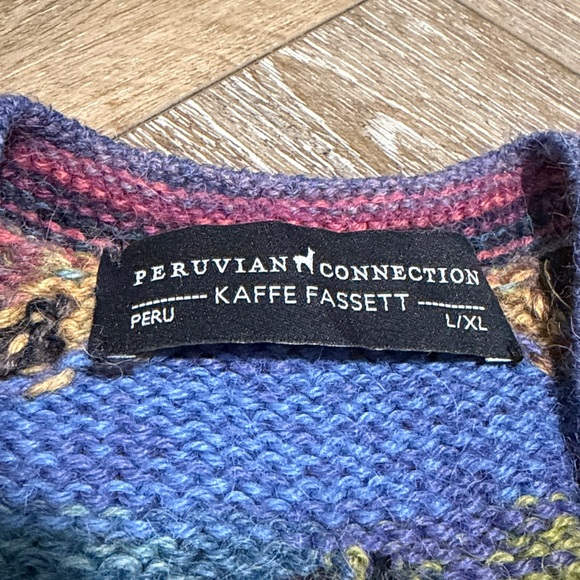 PERUVIAN CONNECTION
KAFFE FASSETT
PERU L/XL